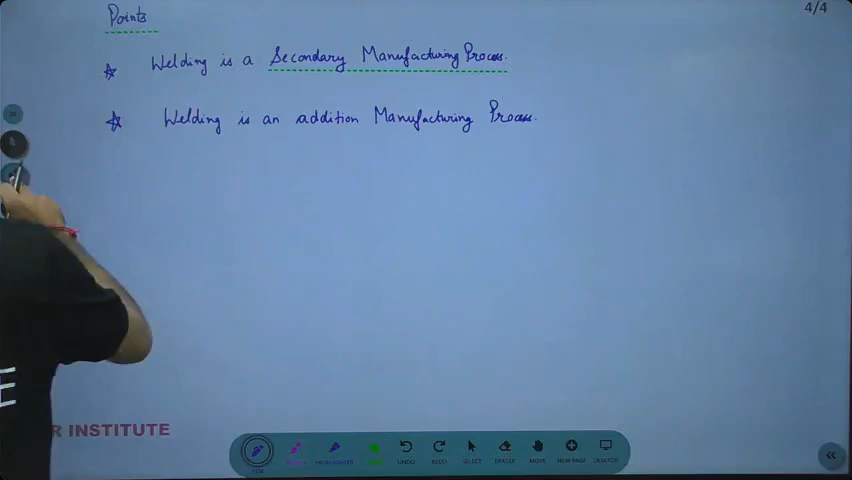 4/4
Points
☆ Welding is a Secondary Manufacturing Process.
☆ Welding is an addition Manufacturing Process.
E
R INSTITUTE
PEN
HIGHLIGHTER
UNDO
REDO
SELECT
ERASER
MOVE
NEW PAGE
DESKTOP